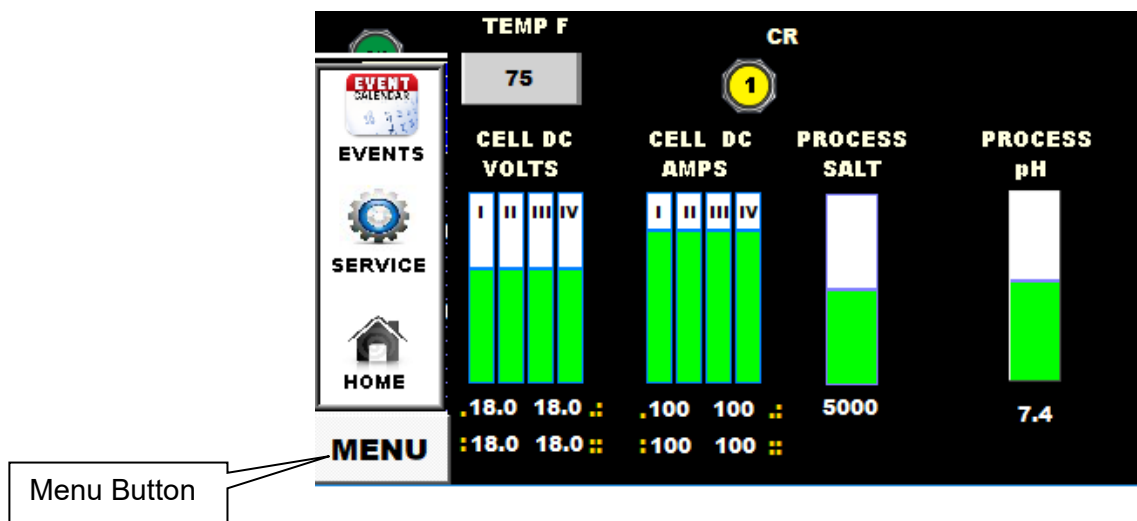 TEMP F
CR
75
1
EVENT
CALENDAR
EVENTS
CELL DC
VOLTS
CELL DC
AMPS
PROCESS
SALT
PROCESS
pH
I II III IV
I II III IV
SERVICE
HOME
.18.0 18.0 .:
.100 100 .:
5000
7.4
:18.0 18.0 ::
:100 100 ::
MENU
Menu Button